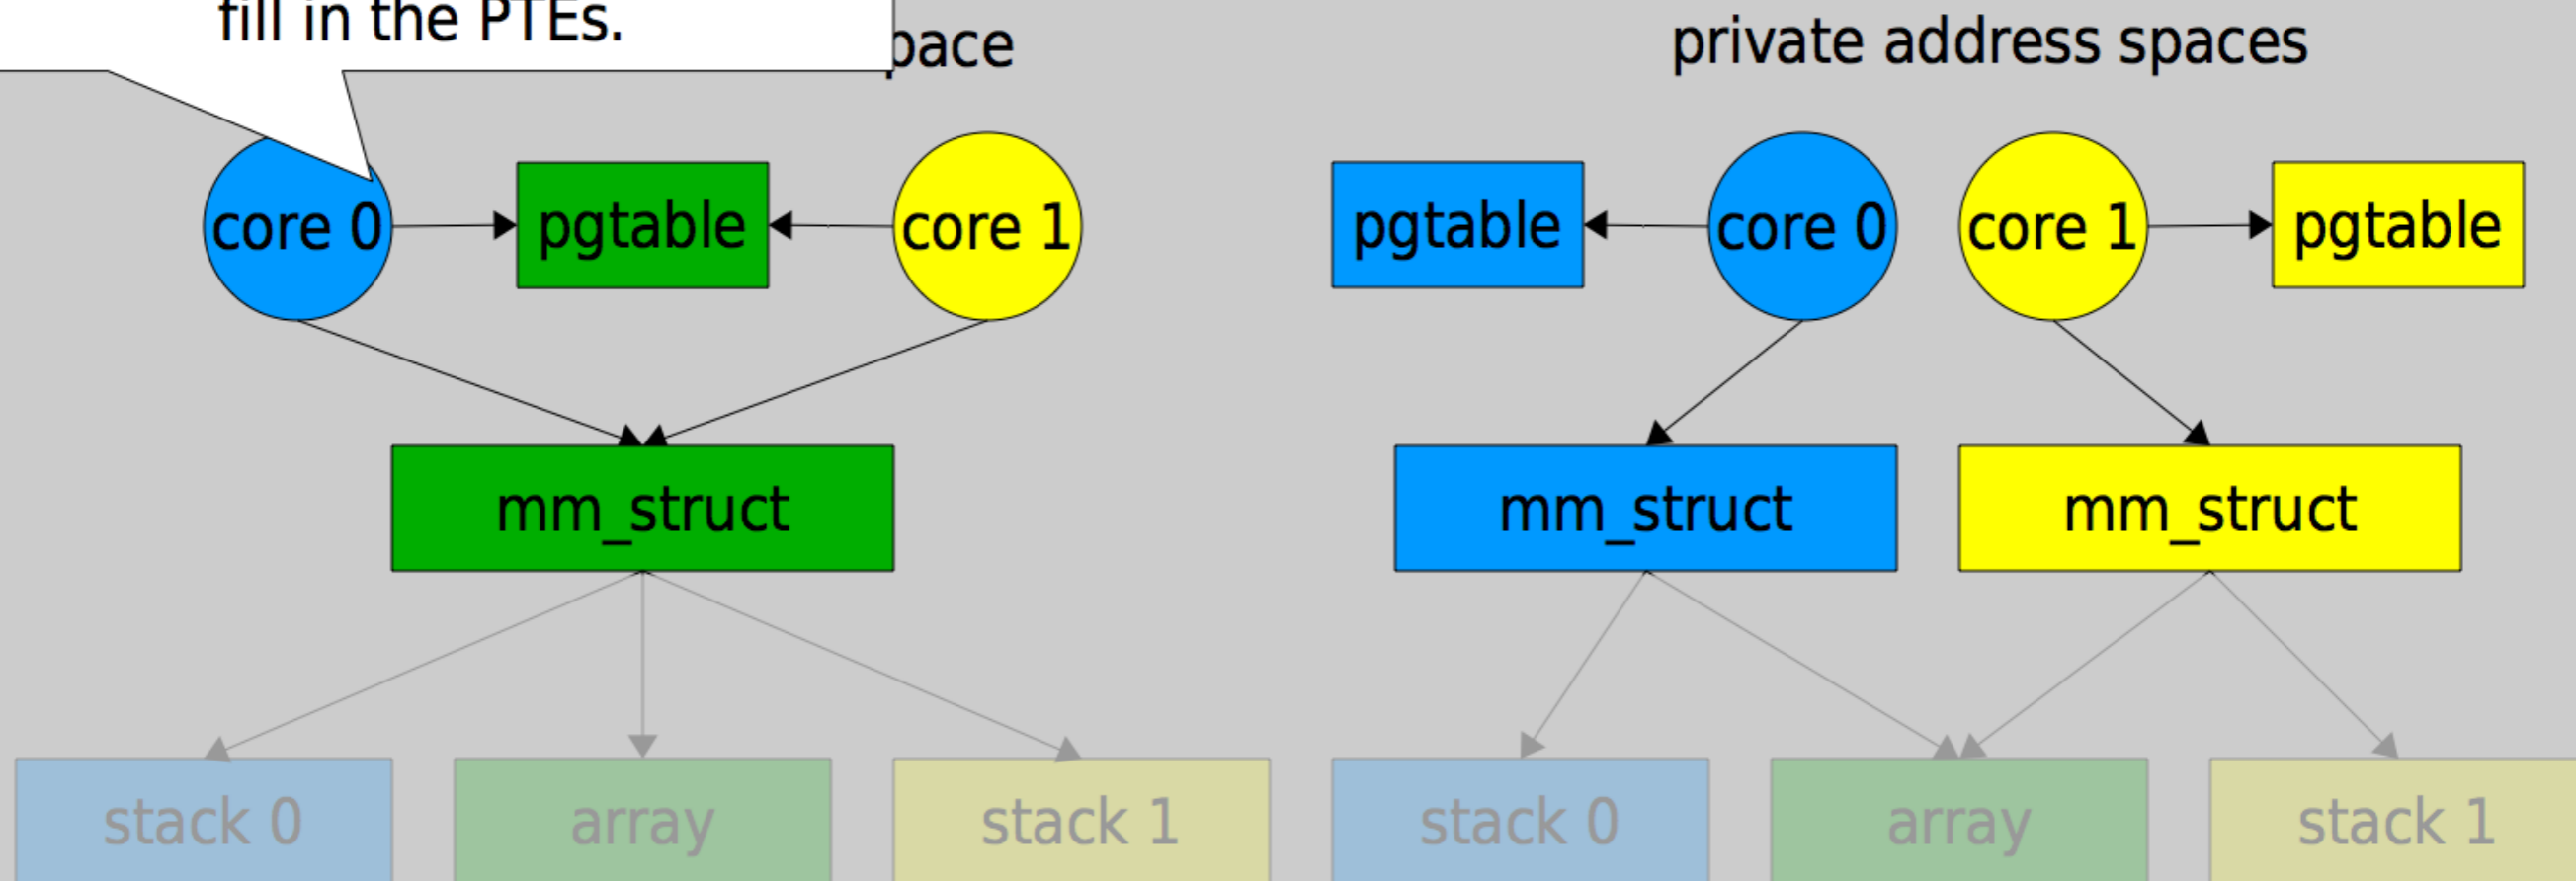 fill in the PTEs.
pace
private address spaces
core 0
pgtable
core 1
pgtable
core 0
core 1
pgtable
mm_struct
mm_struct
mm_struct
stack 0
array
stack 1
stack 0
array
stack 1